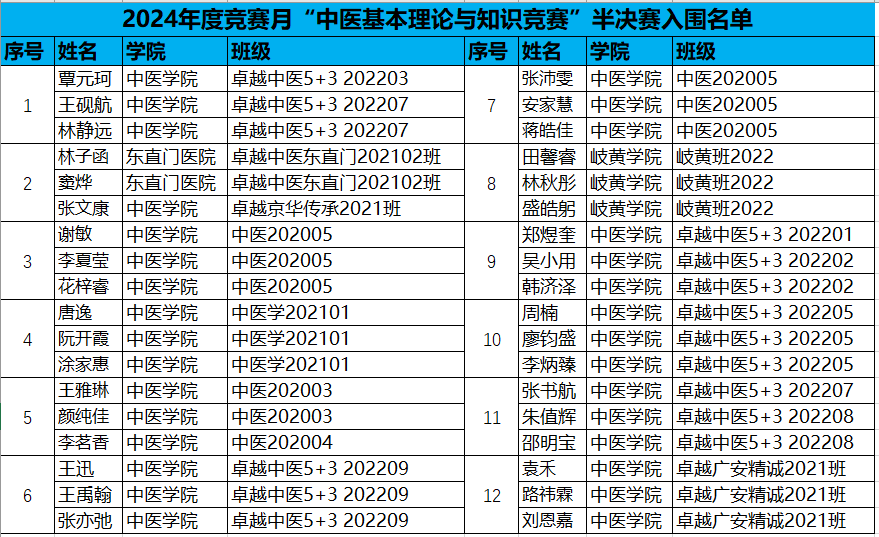 2024年度竞赛月“中医基本理论与知识竞赛”半决赛入围名单
序号 姓名 学院 班级 序号 姓名 学院 班级
覃元珂 中医学院 卓越中医5+3 202203 张沛雯 中医学院 中医202005
1 王砚航 中医学院 卓越中医5+3 202207 7 安家慧 中医学院 中医202005
林静远 中医学院 卓越中医5+3 202207 蒋皓佳 中医学院 中医202005
林子函 东直门医院 卓越中医东直门202102班 田馨睿 岐黄学院 岐黄班2022
2 窦烨 东直门医院 卓越中医东直门202102班 8 林秋彤 岐黄学院 岐黄班2022
张文康 中医学院 卓越京华传承2021班 盛皓躬 岐黄学院 岐黄班2022
谢敏 中医学院 中医202005 郑煜奎 中医学院 卓越中医5+3 202201
3 李夏莹 中医学院 中医202005 9 吴小用 中医学院 卓越中医5+3 202202
花梓睿 中医学院 中医202005 韩济泽 中医学院 卓越中医5+3 202202
唐逸 中医学院 中医学202101 周楠 中医学院 卓越中医5+3 202205
4 阮开霞 中医学院 中医学202101 10 廖钧盛 中医学院 卓越中医5+3 202205
涂家惠 中医学院 中医学202101 李炳臻 中医学院 卓越中医5+3 202205
王雅琳 中医学院 中医202003 张书航 中医学院 卓越中医5+3 202207
5 颜纯佳 中医学院 中医202003 11 朱值辉 中医学院 卓越中医5+3 202208
李茗香 中医学院 中医202004 邵明宝 中医学院 卓越中医5+3 202208
王迅 中医学院 卓越中医5+3 202209 袁禾 中医学院 卓越广安精诚2021班
6 王禹翰 中医学院 卓越中医5+3 202209 12 路祎霖 中医学院 卓越广安精诚2021班
张亦弛 中医学院 卓越中医5+3 202209 刘恩嘉 中医学院 卓越广安精诚2021班